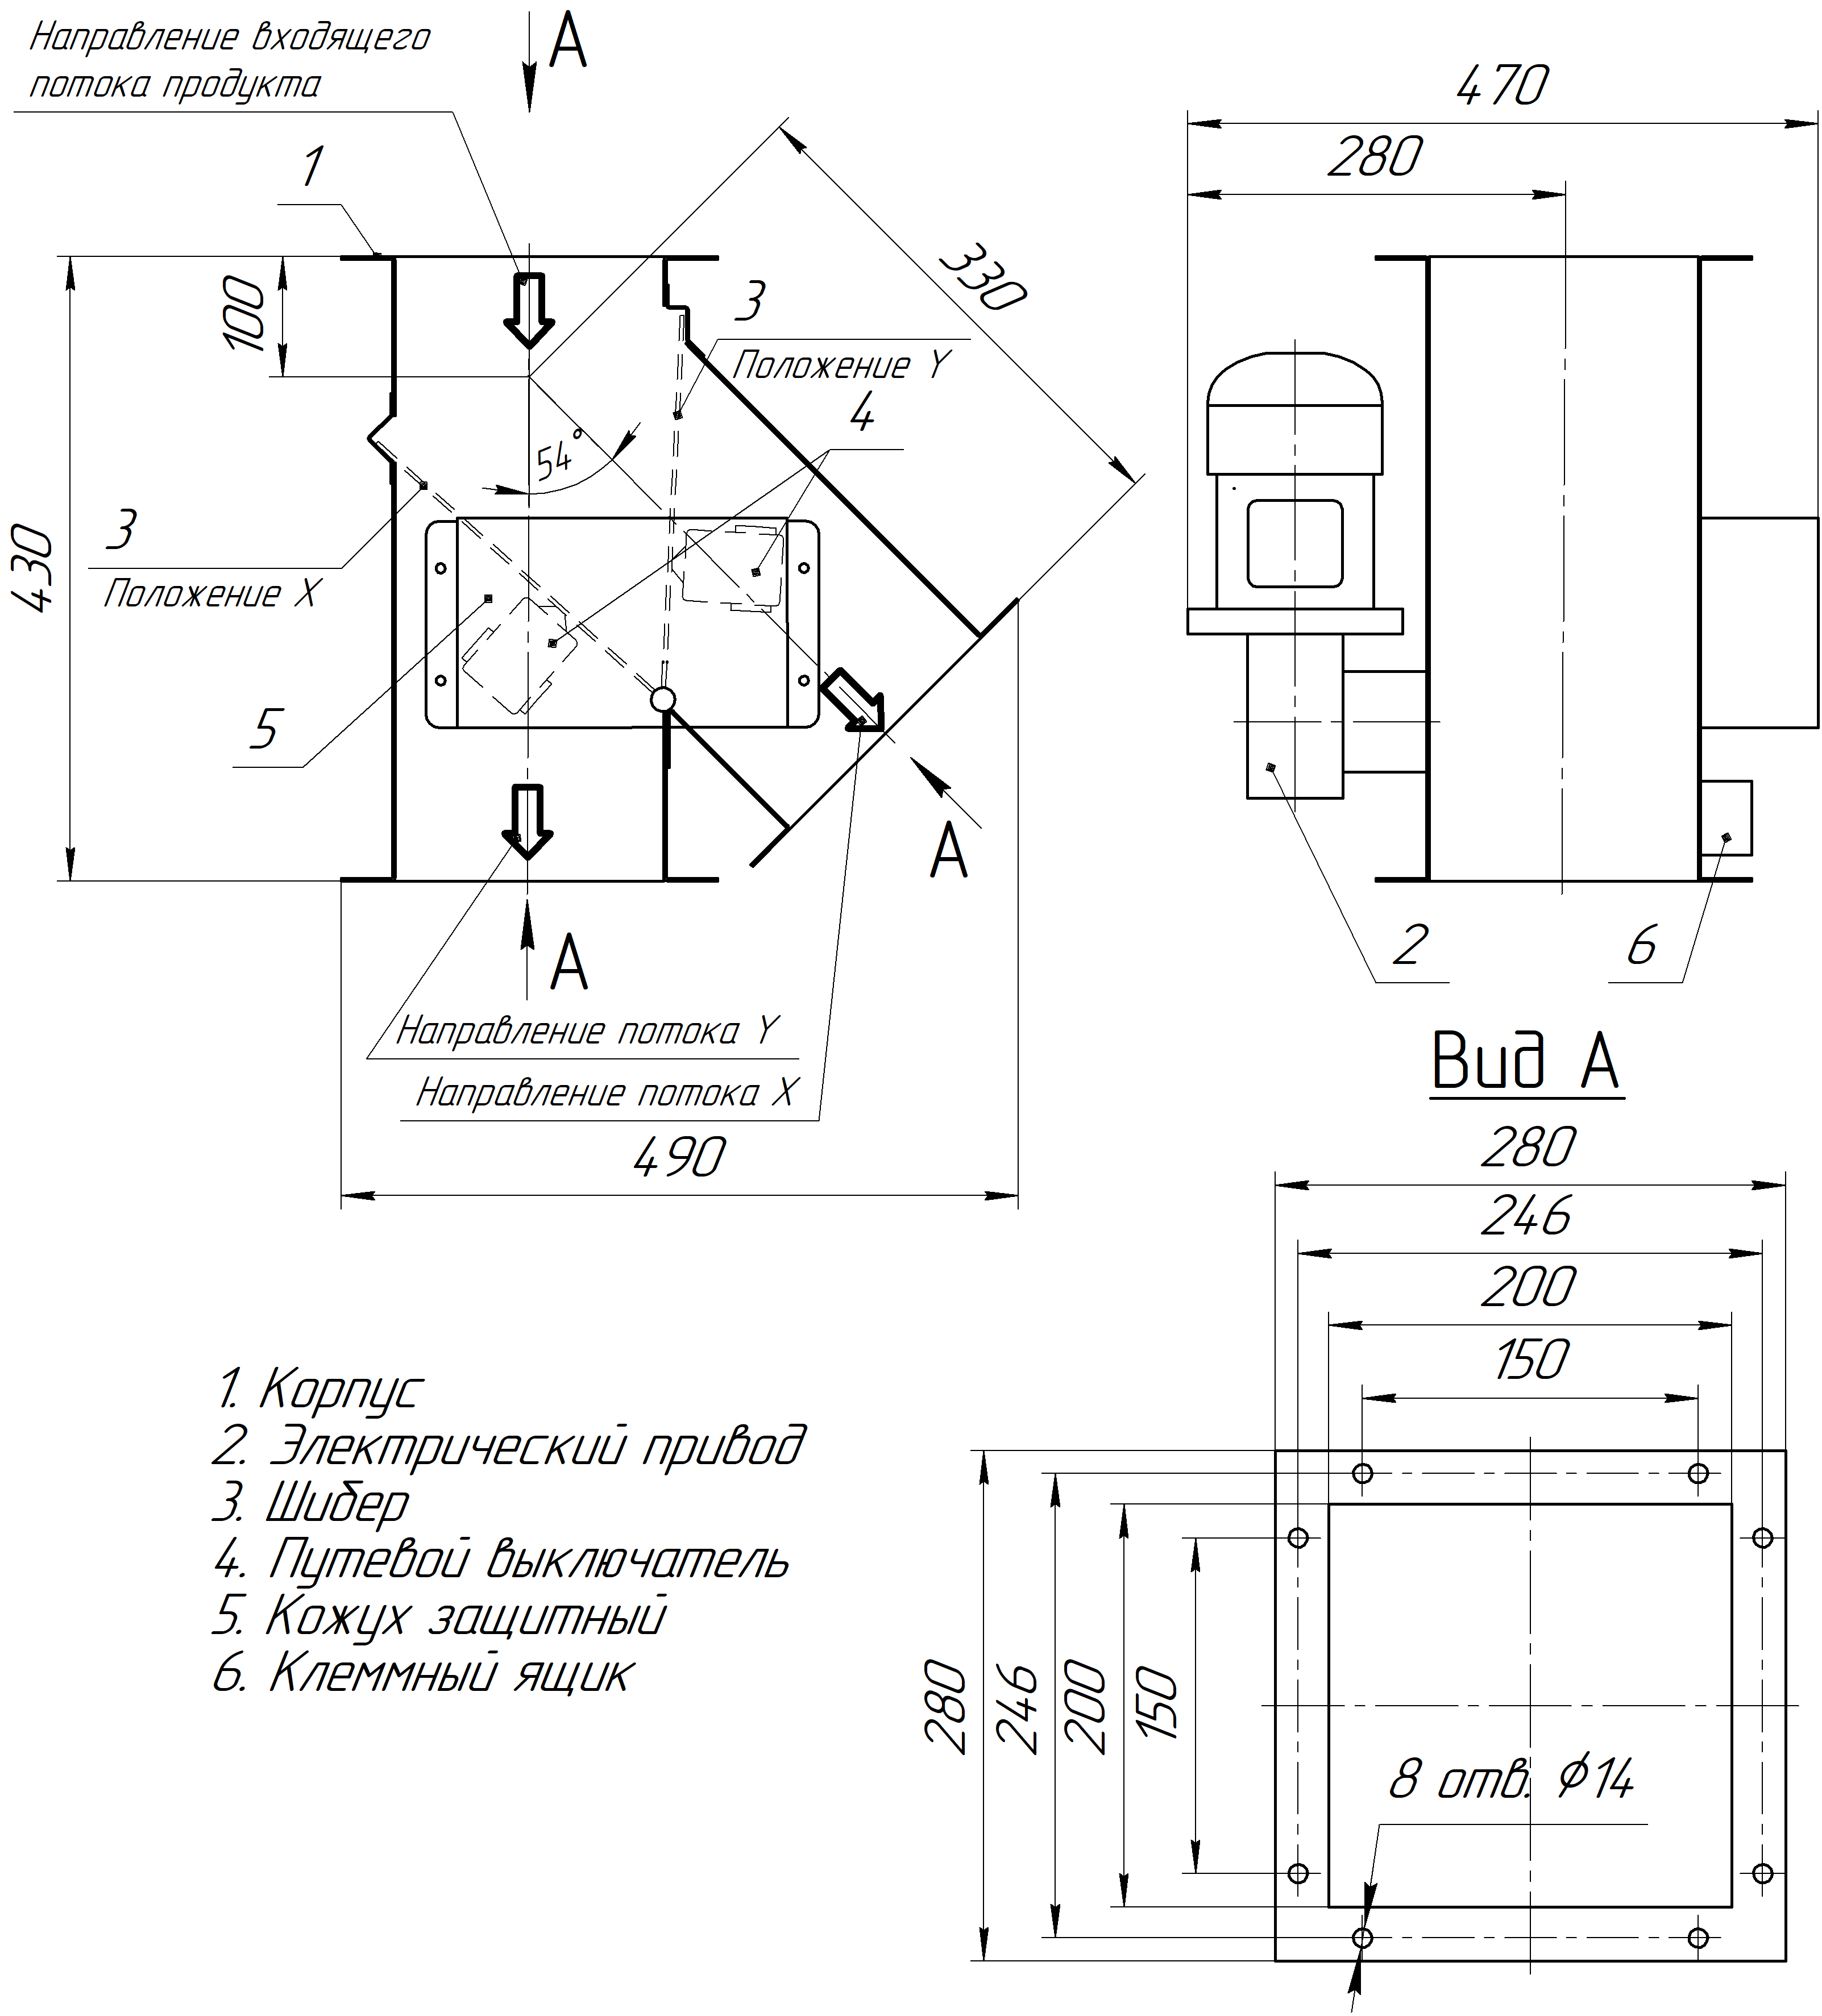 Направление входящего
потока продукта
А
1
100
430
330
3
Положение Y
4
54°
3
Положение X
5
А
А
Направление потока Y
Направление потока X
490
470
280
2
6
Вид А
280
246
200
150
280
246
200
150
8 отв. ϕ14
1. Корпус
2. Электрический привод
3. Шибер
4. Путевой выключатель
5. Кожух защитный
6. Клеммный ящик